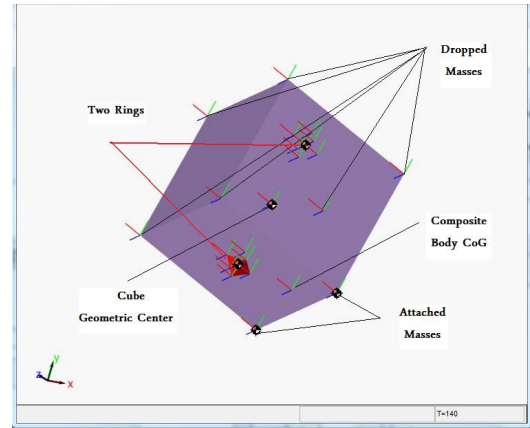 Dropped
Masses
Two Rings
Composite
Body CoG
Cube
Geometric Center
Attached
Masses
y
z
x
T=140